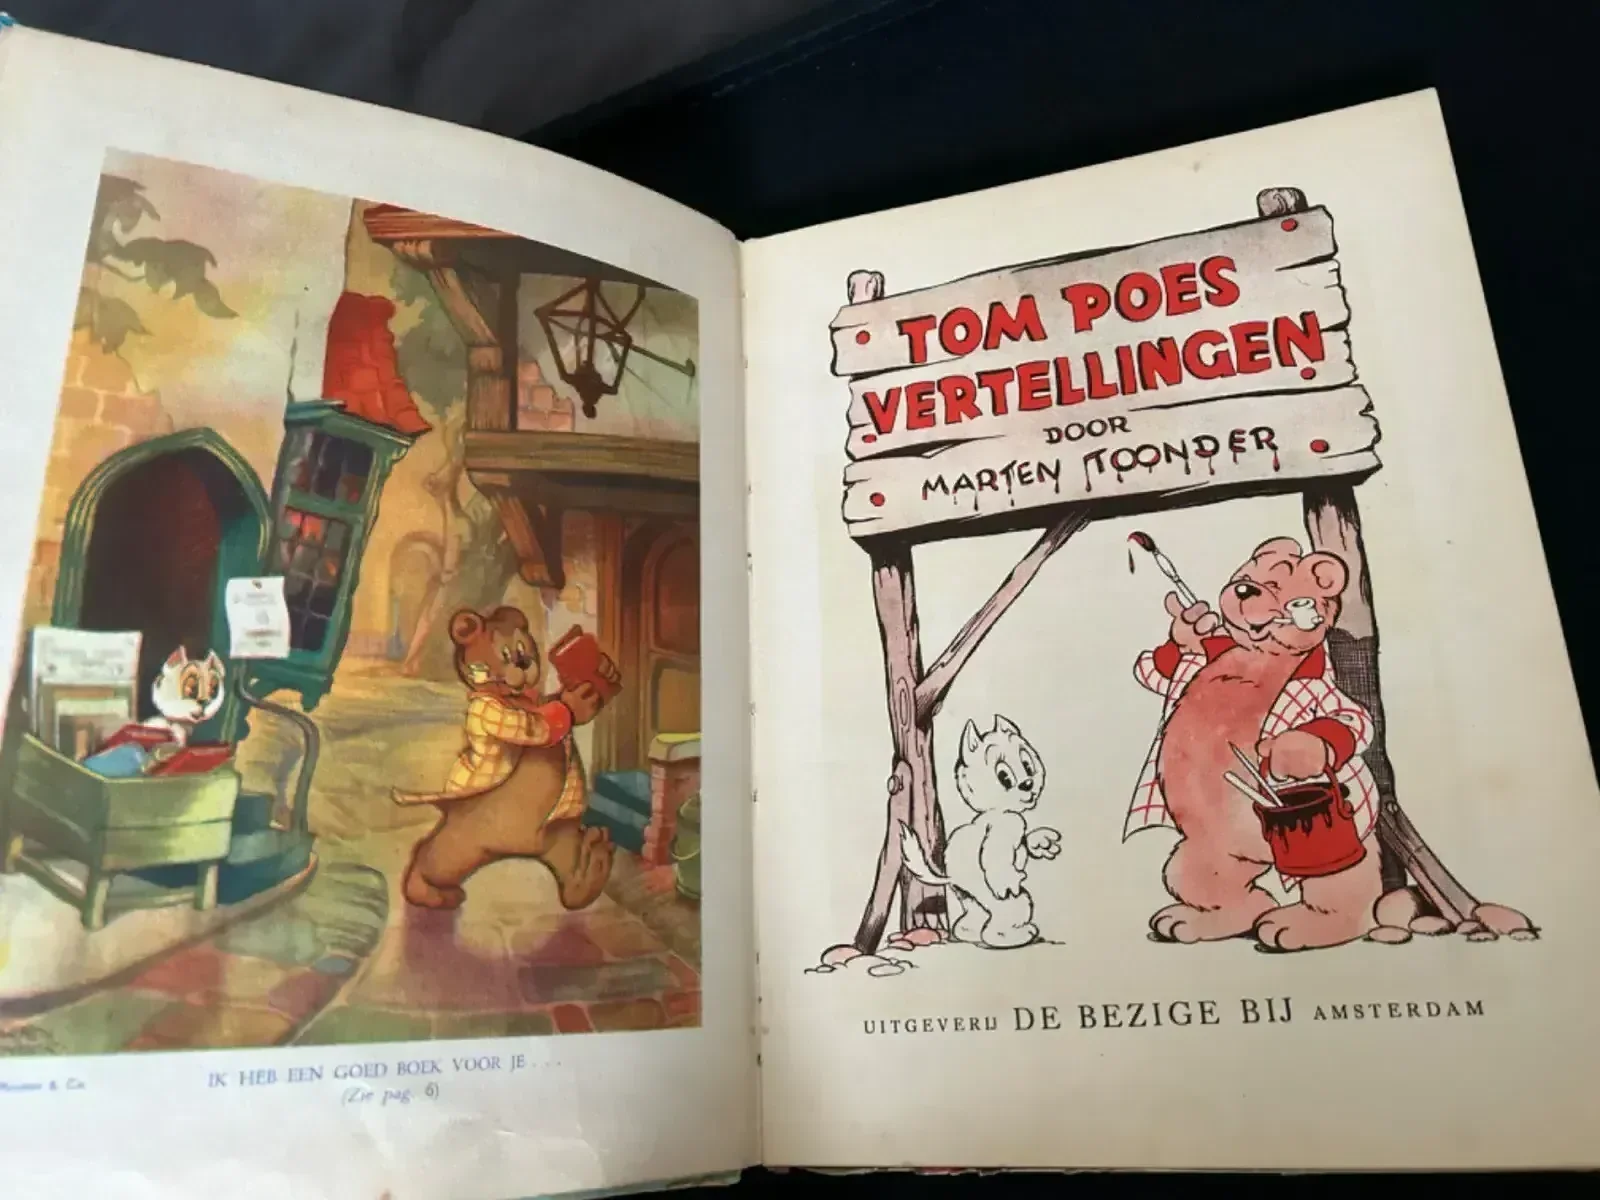 IK HEB EEN GOED BOEK VOOR JE . . .
(Zie pag. 6)
TOM POES
VERTELLINGEN
DOOR
MARTEN TOONDER
UITGEVERIJ DE BEZIGE BIJ AMSTERDAM